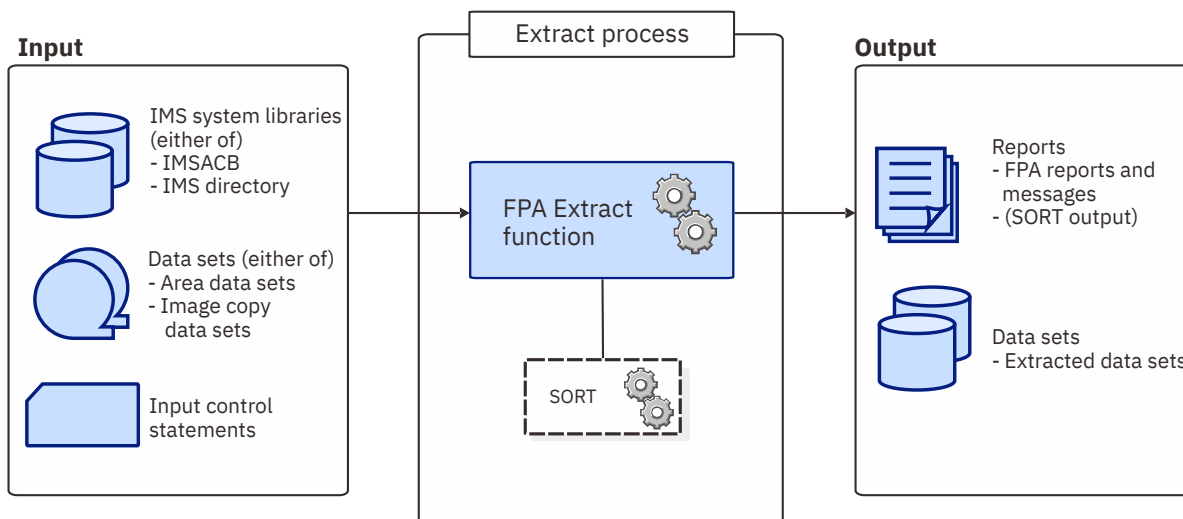 Input
IMS system libraries
(either of)
- IMSACB
- IMS directory
Data sets (either of)
- Area data sets
- Image copy
data sets
Input control
statements
Extract process
FPA Extract
function
SORT
Output
Reports
- FPA reports and
messages
- (SORT output)
Data sets
- Extracted data sets